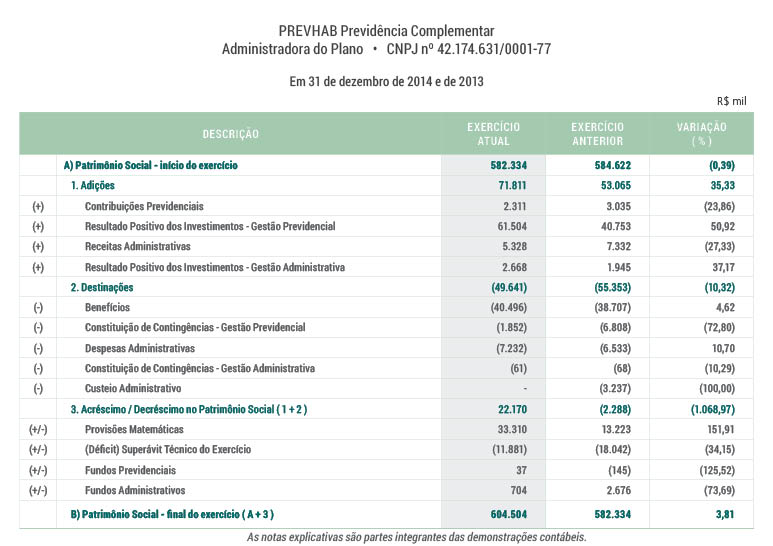 PREVHAB Previdência Complementar
Administradora do Plano • CNPJ nº 42.174.631/0001-77
Em 31 de dezembro de 2014 e de 2013
R$ mil
DESCRIÇÃO EXERCÍCIO ATUAL EXERCÍCIO ANTERIOR VARIAÇÃO ( % )
A) Patrimônio Social - início do exercício 582.334 584.622 (0,39)
1. Adições 71.811 53.065 35,33
(+) Contribuições Previdenciais 2.311 3.035 (23,86)
(+) Resultado Positivo dos Investimentos - Gestão Previdencial 61.504 40.753 50,92
(+) Receitas Administrativas 5.328 7.332 (27,33)
(+) Resultado Positivo dos Investimentos - Gestão Administrativa 2.668 1.945 37,17
2. Destinações (49.641) (55.353) (10,32)
(-) Benefícios (40.496) (38.707) 4,62
(-) Constituição de Contingências - Gestão Previdencial (1.852) (6.808) (72,80)
(-) Despesas Administrativas (7.232) (6.533) 10,70
(-) Constituição de Contingências - Gestão Administrativa (61) (68) (10,29)
(-) Custeio Administrativo - (3.237) (100,00)
3. Acréscimo / Decréscimo no Patrimônio Social ( 1 + 2 ) 22.170 (2.288) (1.068,97)
(+/-) Provisões Matemáticas 33.310 13.223 151,91
(+/-) (Déficit) Superávit Técnico do Exercício (11.881) (18.042) (34,15)
(+/-) Fundos Previdenciais 37 (145) (125,52)
(+/-) Fundos Administrativos 704 2.676 (73,69)
B) Patrimônio Social - final do exercício ( A + 3 ) 604.504 582.334 3,81
As notas explicativas são partes integrantes das demonstrações contábeis.